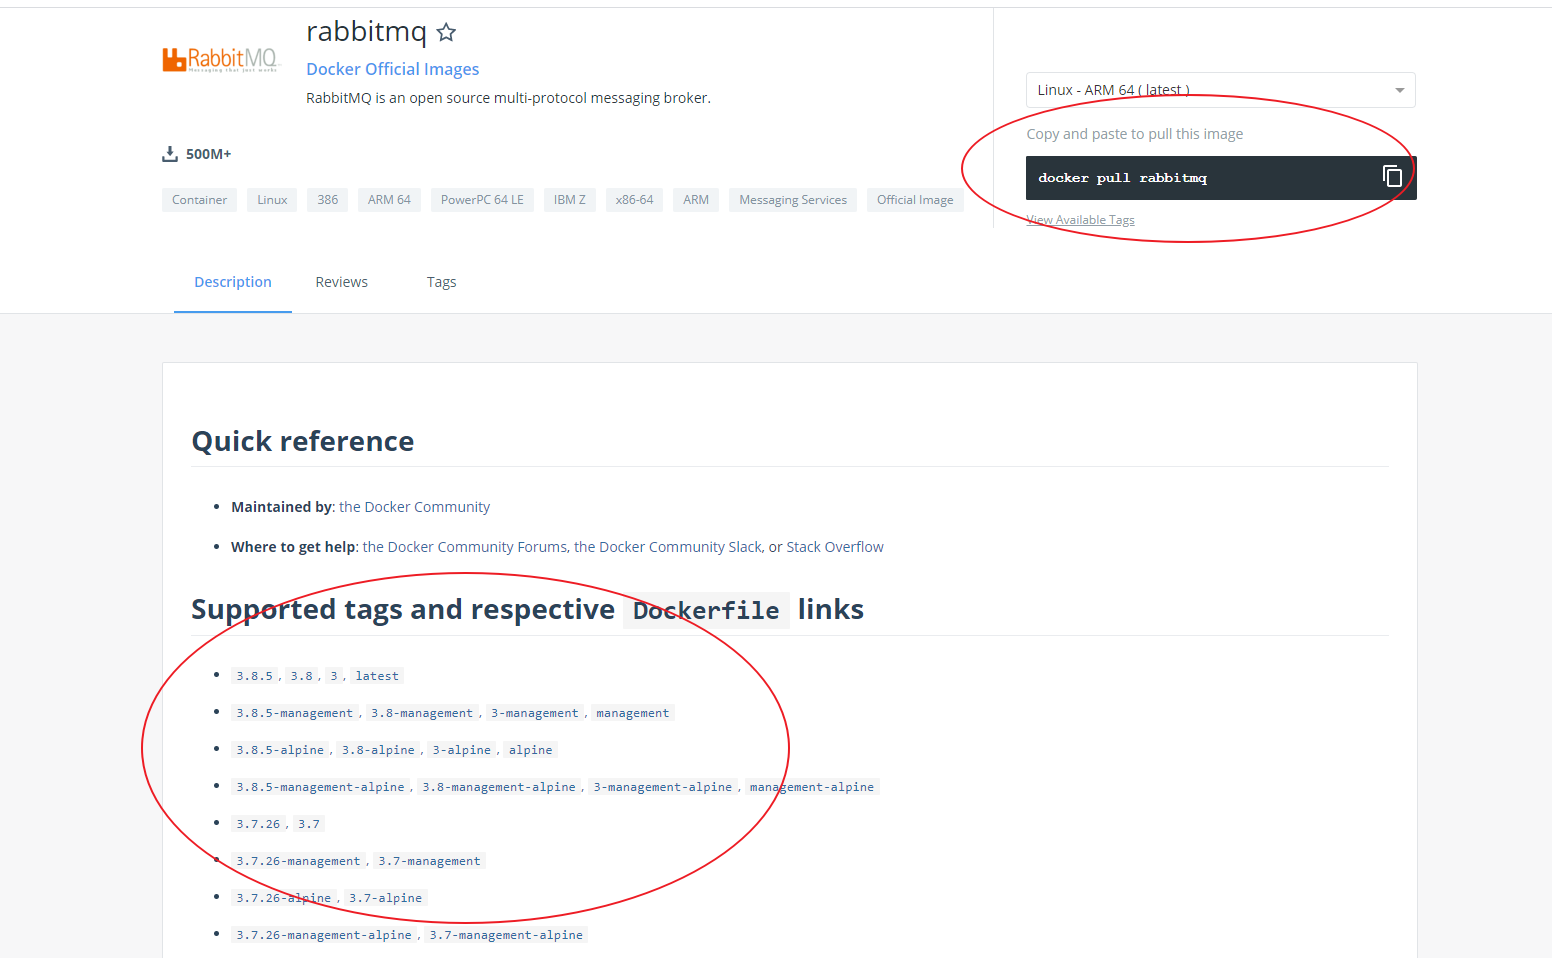 rabbitmq
RabbitMQ
Messaging that just works
Docker Official Images
RabbitMQ is an open source multi-protocol messaging broker.
500M+
Container Linux 386 ARM 64 PowerPC 64 LE IBM Z x86-64 ARM Messaging Services Official Image
Linux - ARM 64 ( latest )
Copy and paste to pull this image
docker pull rabbitmq
View Available Tags
Description Reviews Tags
Quick reference
• Maintained by: the Docker Community
• Where to get help: the Docker Community Forums, the Docker Community Slack, or Stack Overflow
Supported tags and respective Dockerfile links
• 3.8.5, 3.8, 3, latest
• 3.8.5-management, 3.8-management, 3-management, management
• 3.8.5-alpine, 3.8-alpine, 3-alpine, alpine
• 3.8.5-management-alpine, 3.8-management-alpine, 3-management-alpine, management-alpine
• 3.7.26, 3.7
• 3.7.26-management, 3.7-management
• 3.7.26-alpine, 3.7-alpine
• 3.7.26-management-alpine, 3.7-management-alpine